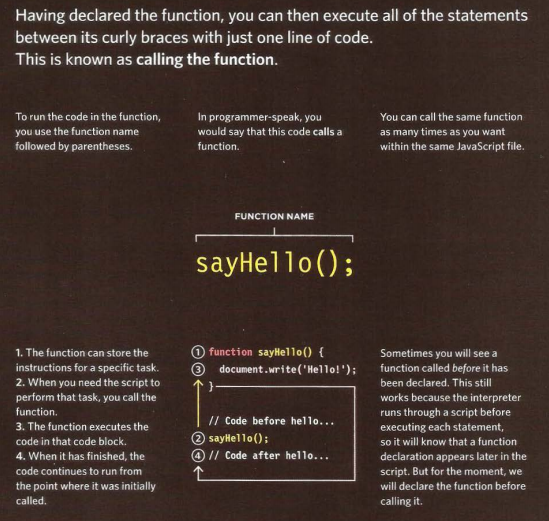 Having declared the function, you can then execute all of the statements
between its curly braces with just one line of code.
This is known as calling the function.
To run the code in the function,
you use the function name
followed by parentheses.
In programmer-speak, you
would say that this code calls a
function.
You can call the same function
as many times as you want
within the same JavaScript file.
FUNCTION NAME
sayHello();
1. The function can store the
instructions for a specific task.
2. When you need the script to
perform that task, you call the
function.
3. The function executes the
code in that code block.
4. When it has finished, the
code continues to run from
the point where it was initially
called.
1 function sayHello() {
3 document.write('Hello!');
}
// Code before hello...
2 sayHello();
4 // Code after hello...
Sometimes you will see a
function called before it has
been declared. This still
works because the interpreter
runs through a script before
executing each statement,
so it will know that a function
declaration appears later in the
script. But for the moment, we
will declare the function before
calling it.